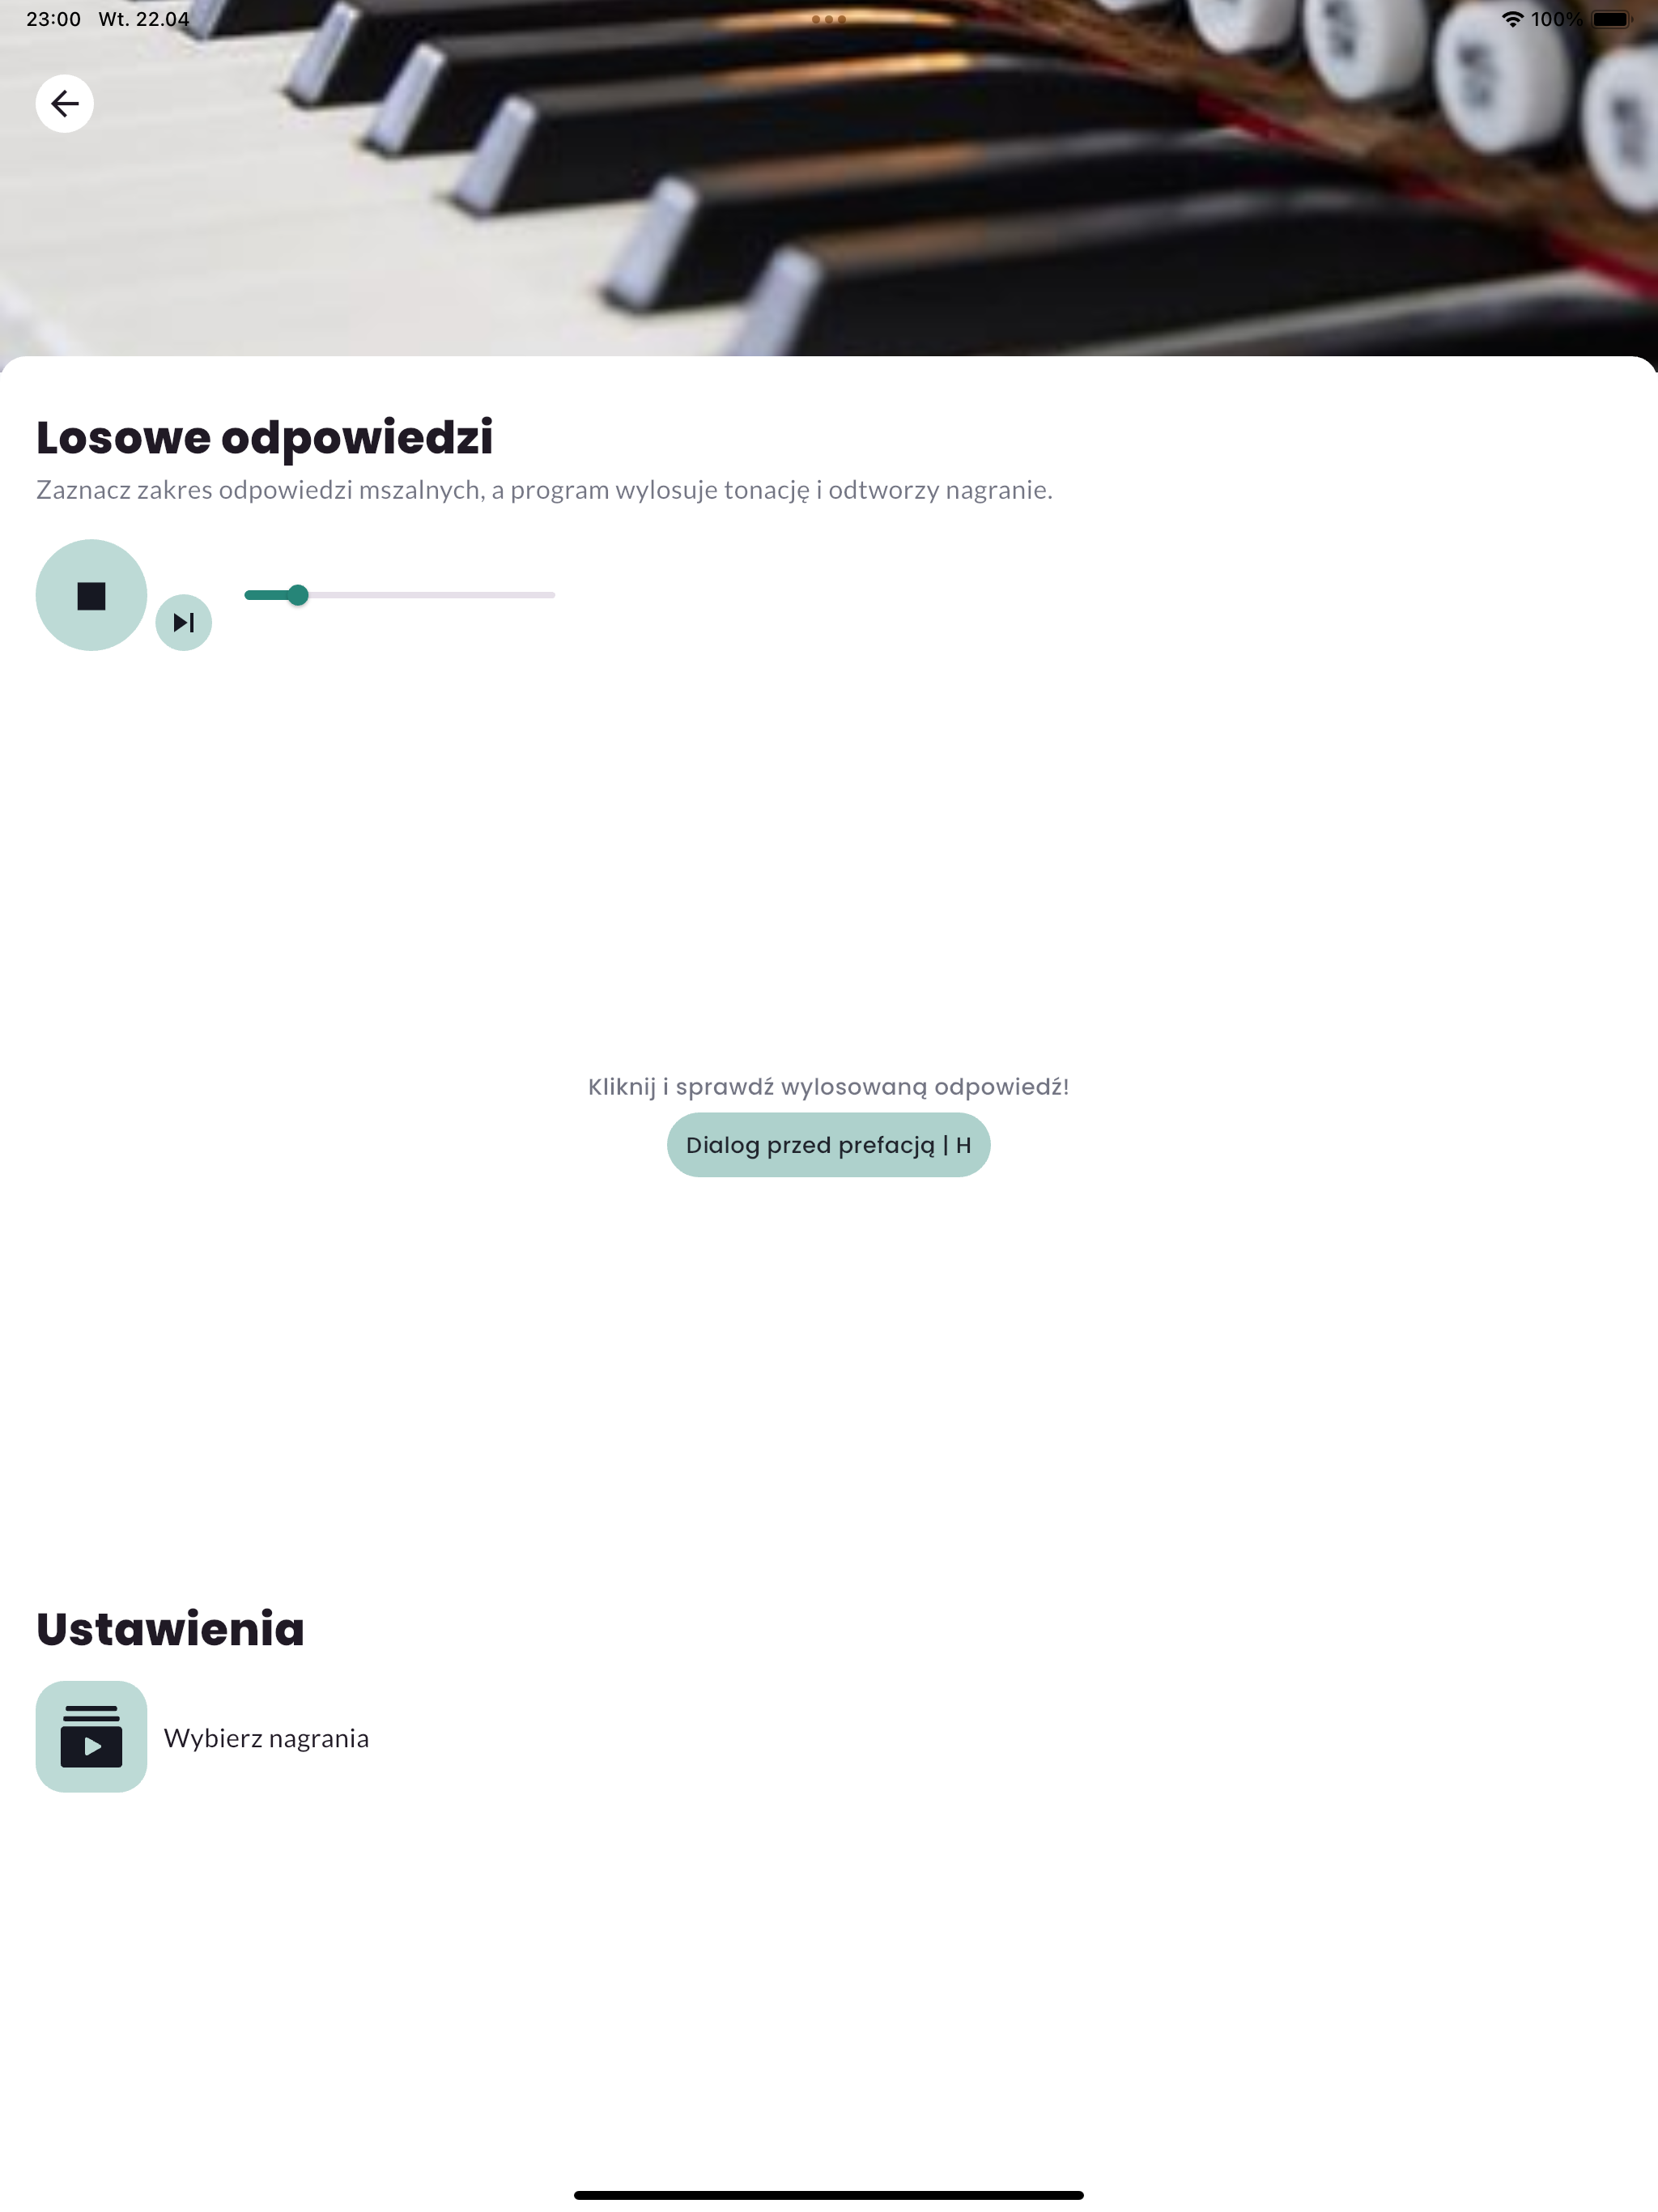 23:00 Wt. 22.04 100%
Losowe odpowiedzi
Zaznacz zakres odpowiedzi mszalnych, a program wylosuje tonację i odtworzy nagranie.
Kliknij i sprawdź wylosowaną odpowiedź!
Dialog przed prefacją | H
Ustawienia
Wybierz nagrania